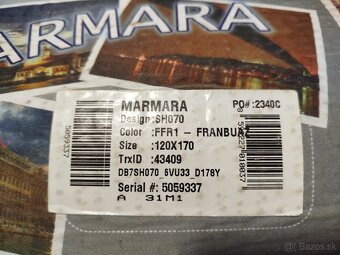 MARMARA
MARMARA PO# :2340C
Design :SH070
Color :FFR1 - FRANBUAZ
Size :120X170
TrxID :43409
DB7SH070_6VU33_D178Y
Serial #: 5059337
A 31M1
5059337
bazos.sk